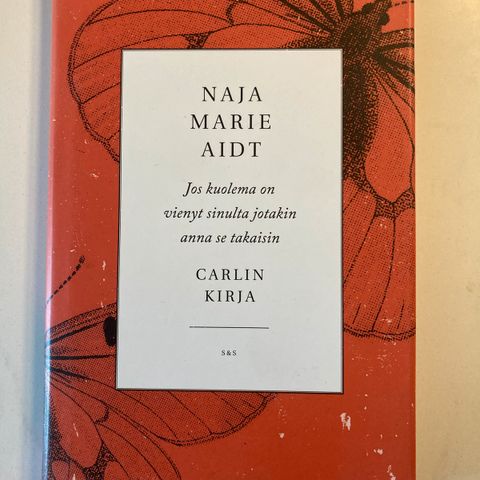 NAJA
MARIE
AIDT
Jos kuolema on
vienyt sinulta jotakin
anna se takaisin
CARLIN
KIRJA
S&S